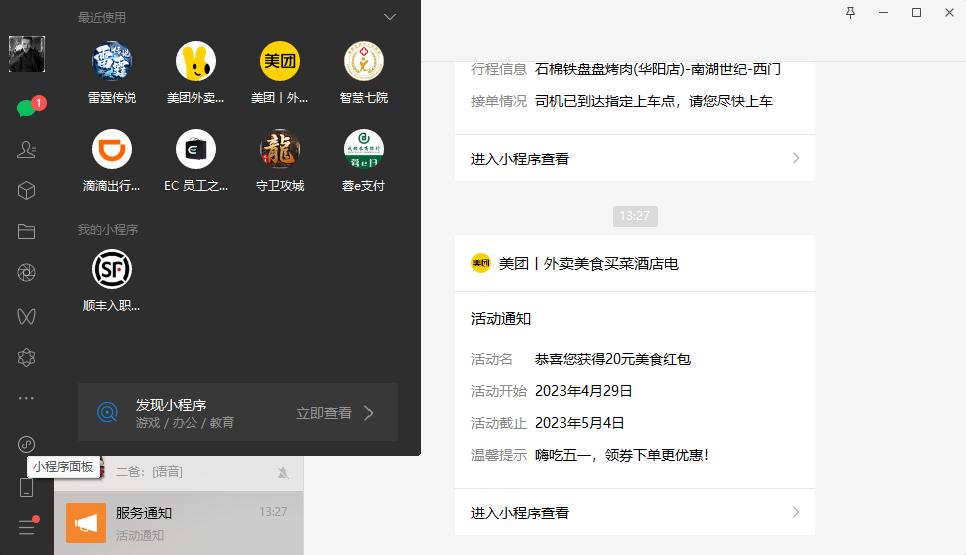 最近使用
雷霆传说
美团外卖...
美团
美团丨外...
智慧七院
滴滴出行...
EC 员工之...
龍
守卫攻城
蓉e支付
我的小程序
SF
顺丰入职...
发现小程序
游戏 / 办公 / 教育
立即查看
小程序面板
1
二爸：[语音]
服务通知
13:27
活动通知
行程信息 石棉铁盘盘烤肉(华阳店)-南湖世纪-西门
接单情况 司机已到达指定上车点，请您尽快上车
进入小程序查看
13:27
美团
美团丨外卖美食买菜酒店电
活动通知
活动名 恭喜您获得20元美食红包
活动开始 2023年4月29日
活动截止 2023年5月4日
温馨提示 嗨吃五一，领券下单更优惠！
进入小程序查看